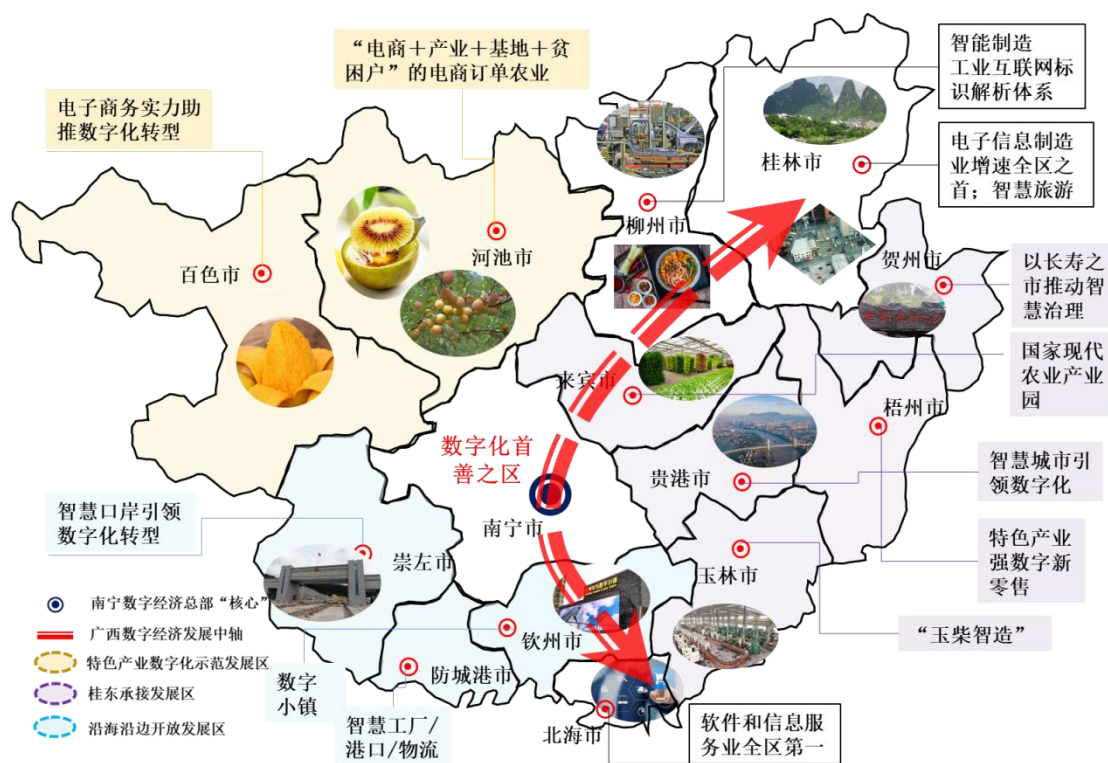 “电商＋产业＋基地＋贫
困户”的电商订单农业
智能制造
工业互联网标
识解析体系
电子商务实力助
推数字化转型
电子信息制造
业增速全区之
首；智慧旅游
桂林市
柳州市
河池市
百色市
贺州市
以长寿之
市推动智
慧治理
国家现代
农业产业
园
来宾市
梧州市
数字化首
善之区
贵港市
智慧城市引
领数字化
南宁市
智慧口岸引领
数字化转型
崇左市
玉林市
特色产业
强数字新
零售
“玉柴智造”
钦州市
防城港市
数字
小镇
智慧工厂/
港口/物流
北海市
软件和信息服
务业全区第一
南宁数字经济总部“核心”
广西数字经济发展中轴
特色产业数字化示范发展区
桂东承接发展区
沿海沿边开放发展区